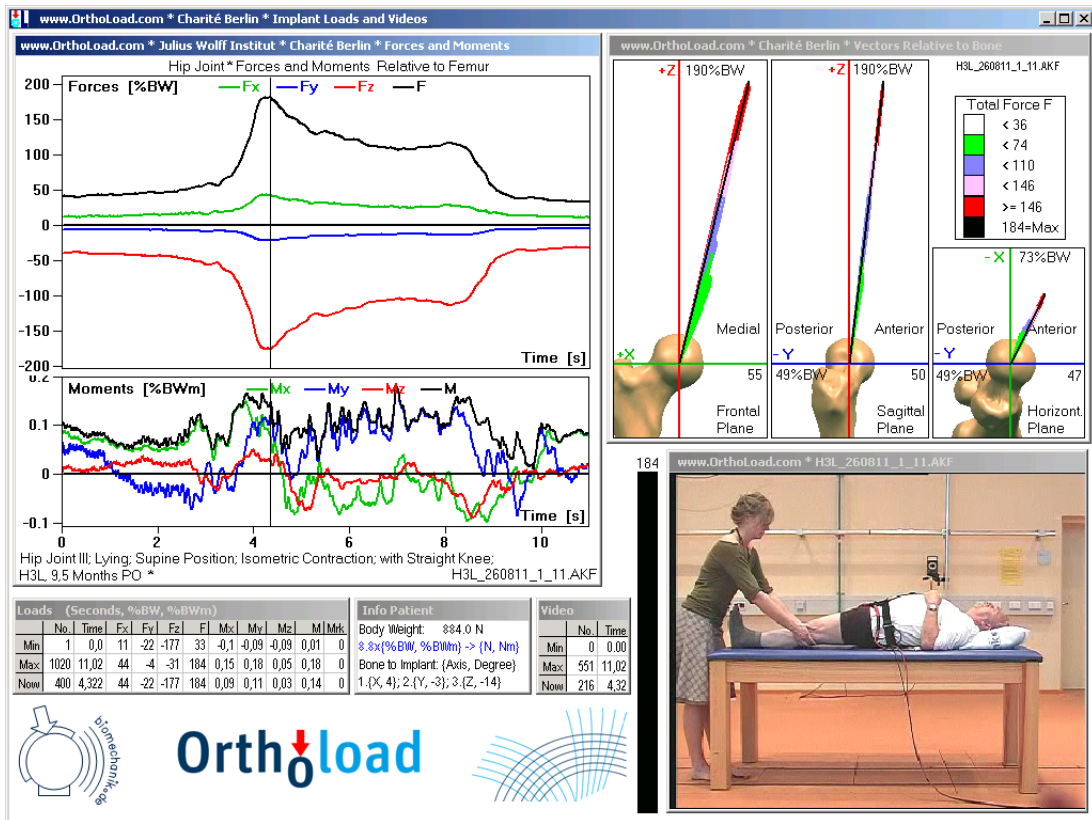 www.OrthoLoad.com * Charité Berlin * Implant Loads and Videos
www.OrthoLoad.com * Julius Wolff Institut * Charité Berlin * Forces and Moments
Hip Joint * Forces and Moments Relative to Femur
Forces [%BW] Fx Fy Fz F
200
150
100
50
0
-50
-100
-150
-200
Time [s]
Moments [%BWm] Mx My Mz M
0.2
0.1
0
-0.1
Time [s]
0 2 4 6 8 10
Hip Joint III; Lying; Supine Position; Isometric Contraction; with Straight Knee;
H3L, 9,5 Months PO * H3L_260811_1_11.AKF
www.OrthoLoad.com * Charité Berlin * Vectors Relative to Bone
+Z 190%BW
+X
Medial
55
Frontal
Plane
+Z 190%BW
Posterior Anterior
-Y
49%BW 50
Sagittal
Plane
H3L_260811_1_11.AKF
Total Force F
< 36
< 74
< 110
< 146
>= 146
184=Max
-X 73%BW
Posterior Anterior
-Y
49%BW 47
Horizont.
Plane
184
www.OrthoLoad.com * H3L_260811_1_11.AKF
Loads (Seconds, %BW, %BWm)
No. Time Fx Fy Fz F Mx My Mz M Mrk
Min 1 0,0 11 -22 -177 33 -0,1 -0,09 -0,09 0,01 0
Max 1020 11,02 44 -4 -31 184 0,15 0,18 0,05 0,18 0
Now 400 4,322 44 -22 -177 184 0,09 0,11 0,03 0,14 0
Info Patient
Body Weight: 884.0 N
8.8x{%BW, %BWm} -> {N, Nm}
Bone to Implant: {Axis, Degree}
1.{X, 4}; 2.{Y, -3}; 3.{Z, -14}
Video
No. Time
Min 0 0.00
Max 551 11,02
Now 216 4,32
biomechanik.de
Orthoload